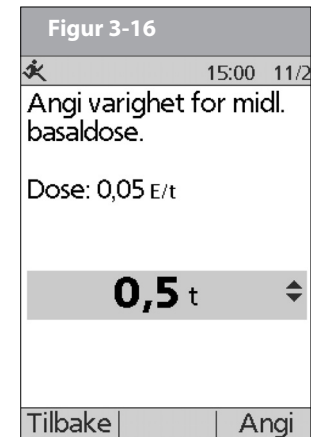 Figur 3-16
15:00 11/2
Angi varighet for midl.
basaldose.
Dose: 0,05 E/t
0,5 t
Tilbake Angi